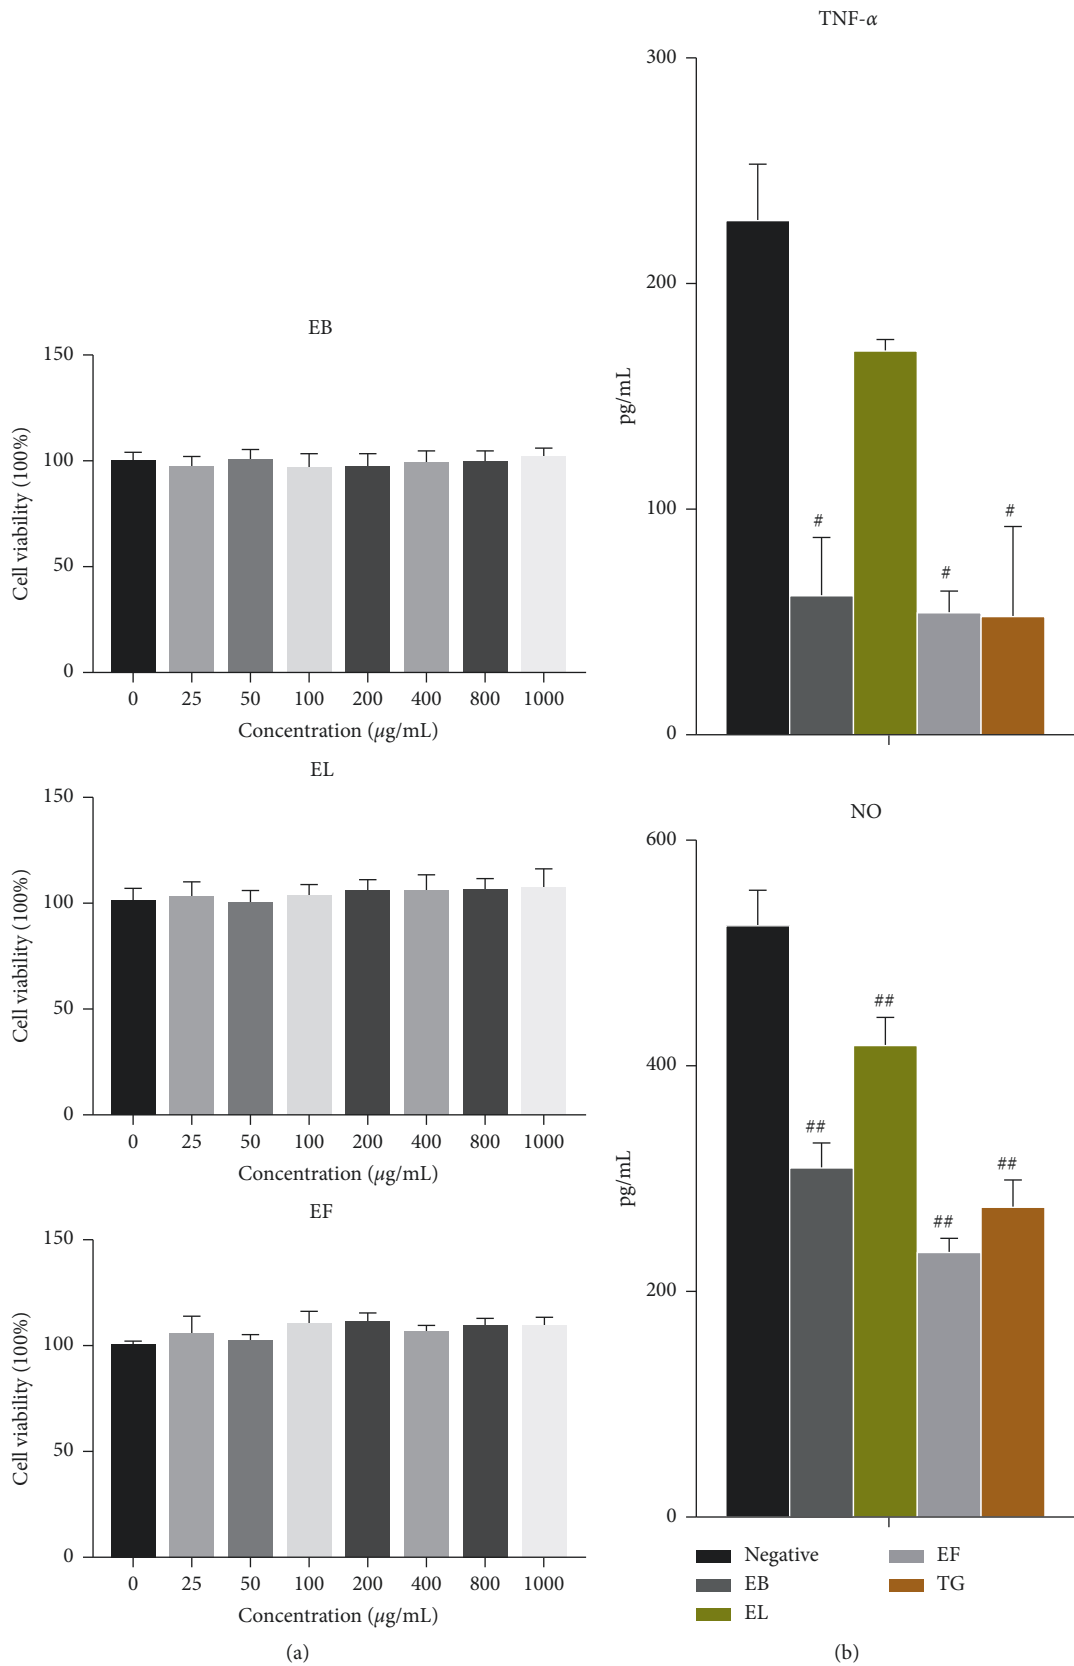 EB
Cell viability (100%)
150
100
50
0
0 25 50 100 200 400 800 1000
Concentration (μg/mL)
EL
Cell viability (100%)
150
100
50
0
0 25 50 100 200 400 800 1000
Concentration (μg/mL)
EF
Cell viability (100%)
150
100
50
0
0 25 50 100 200 400 800 1000
Concentration (μg/mL)
(a)
TNF-α
pg/mL
300
200
100
0
# # #
NO
pg/mL
600
400
200
0
## ## ## ##
Negative
EB
EL
EF
TG
(b)